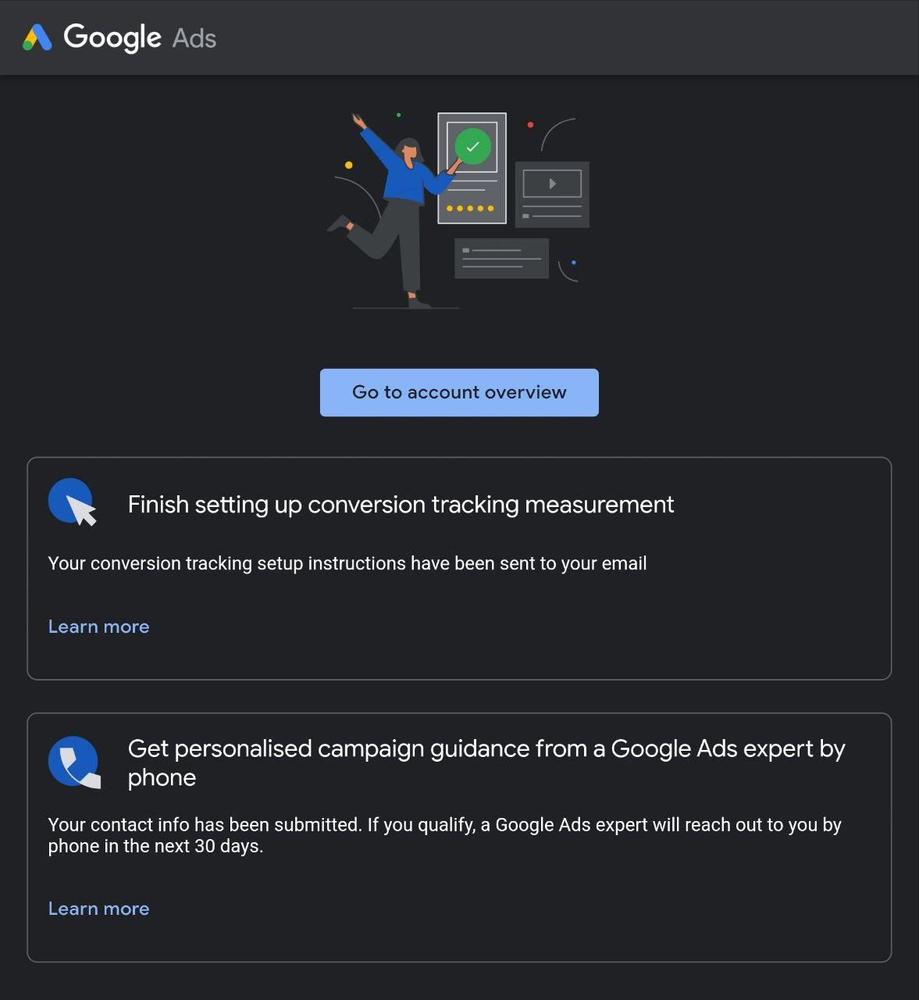 Google Ads
Go to account overview
Finish setting up conversion tracking measurement
Your conversion tracking setup instructions have been sent to your email
Learn more
Get personalised campaign guidance from a Google Ads expert by
phone
Your contact info has been submitted. If you qualify, a Google Ads expert will reach out to you by
phone in the next 30 days.
Learn more